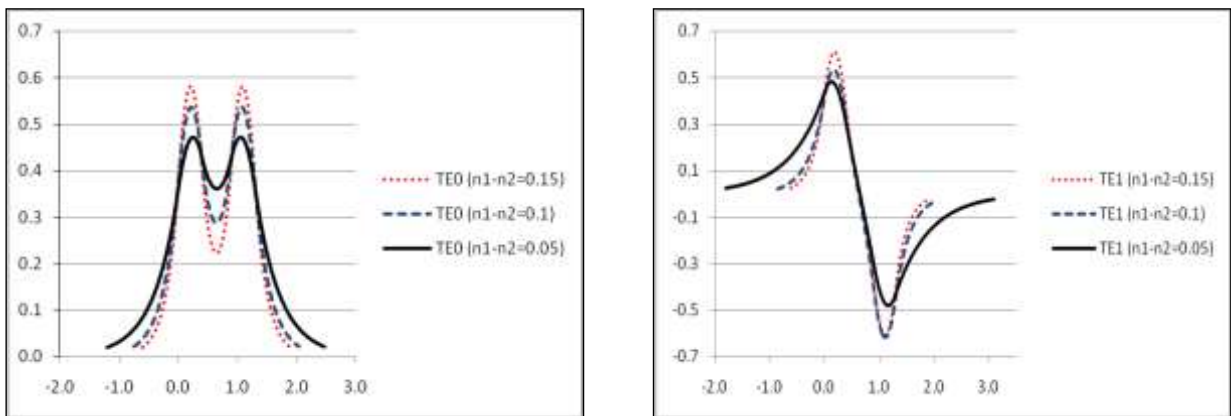 0.7
0.6
0.5
0.4
0.3
0.2
0.1
0.0
-2.0 -1.0 0.0 1.0 2.0 3.0
TE0 (n1-n2=0.15)
TE0 (n1-n2=0.1)
TE0 (n1-n2=0.05)
0.7
0.5
0.3
0.1
-0.1
-0.3
-0.5
-0.7
-2.0 -1.0 0.0 1.0 2.0 3.0
TE1 (n1-n2=0.15)
TE1 (n1-n2=0.1)
TE1 (n1-n2=0.05)